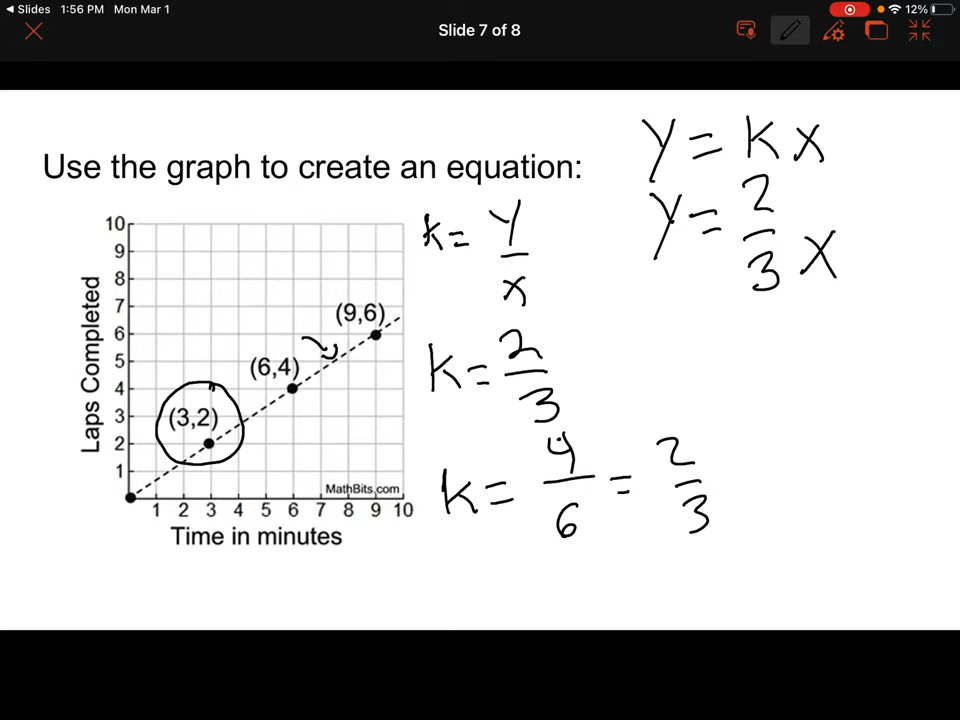 Slides 1:56 PM Mon Mar 1 12%
Slide 7 of 8
Use the graph to create an equation:
y = kx
y = 2/3 x
k = y/x
k = 2/3
k = 4/6 = 2/3
Laps Completed
10
9
8
7
6
5
4
3
2
1
(9,6)
(6,4)
(3,2)
MathBits.com
1 2 3 4 5 6 7 8 9 10
Time in minutes